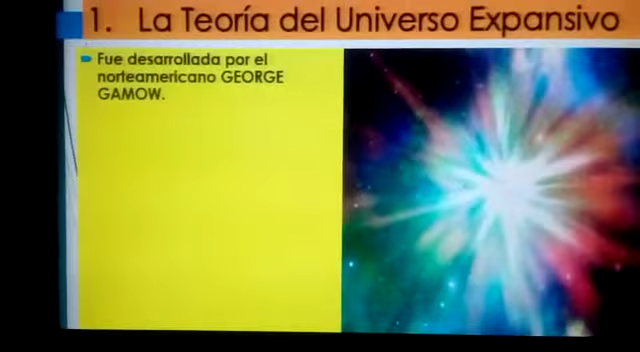 1. La Teoría del Universo Expansivo
Fue desarrollada por el
norteamericano GEORGE
GAMOW.